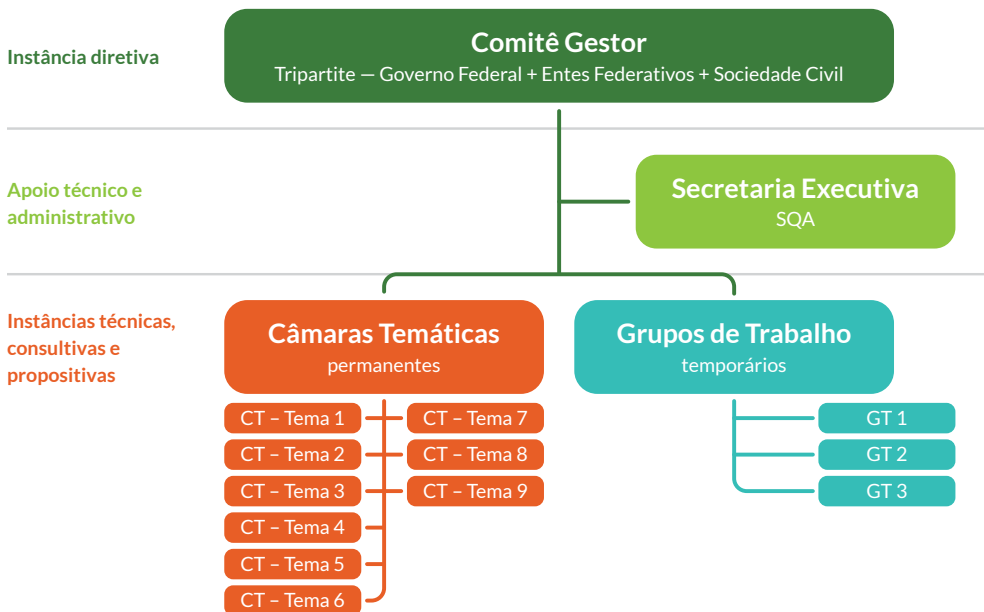 Instância diretiva
Comitê Gestor
Tripartite — Governo Federal + Entes Federativos + Sociedade Civil
Apoio técnico e
administrativo
Secretaria Executiva
SQA
Instâncias técnicas,
consultivas e
propositivas
Câmaras Temáticas
permanentes
CT – Tema 1
CT – Tema 2
CT – Tema 3
CT – Tema 4
CT – Tema 5
CT – Tema 6
CT – Tema 7
CT – Tema 8
CT – Tema 9
Grupos de Trabalho
temporários
GT 1
GT 2
GT 3